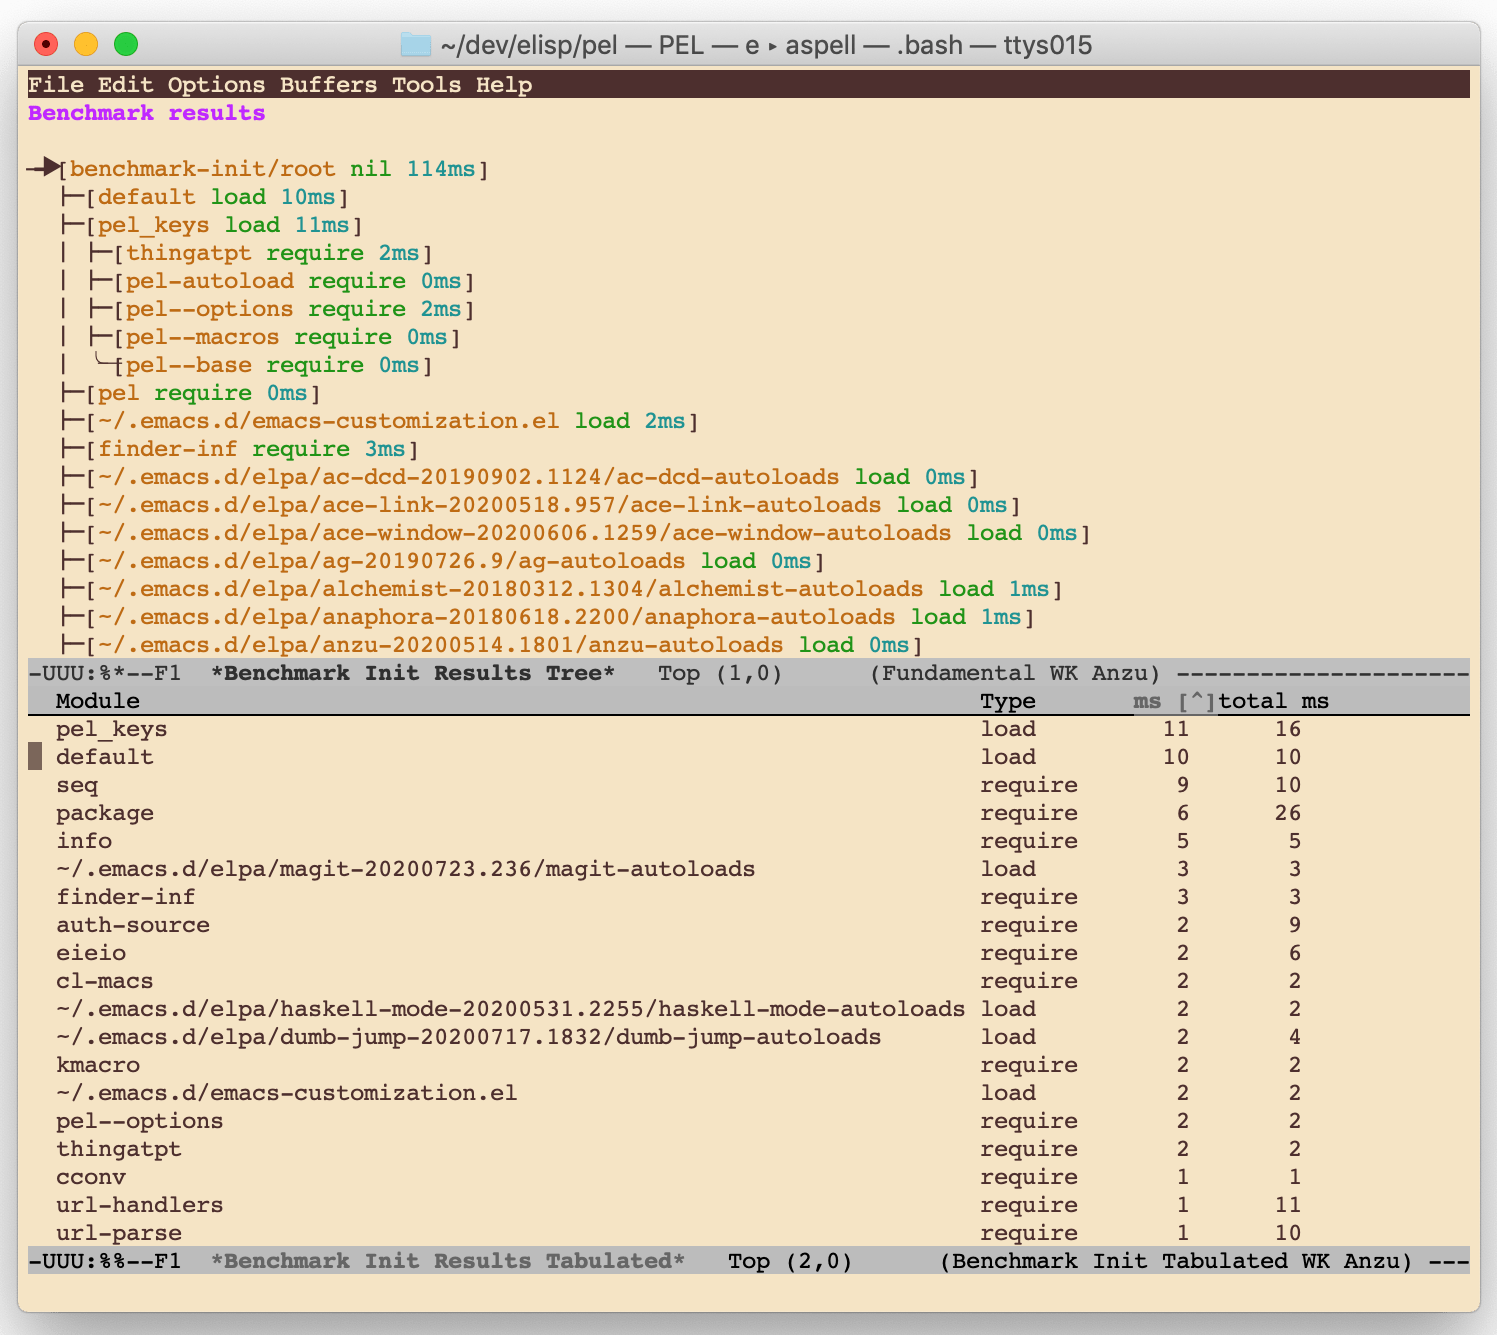 ~/dev/elisp/pel — PEL — e ▸ aspell — .bash — ttys015
File Edit Options Buffers Tools Help
Benchmark results
[benchmark-init/root nil 114ms]
├─[default load 10ms]
├─[pel_keys load 11ms]
│ ├─[thingatpt require 2ms]
│ ├─[pel-autoload require 0ms]
│ ├─[pel--options require 2ms]
│ ├─[pel--macros require 0ms]
│ ╰─[pel--base require 0ms]
├─[pel require 0ms]
├─[~/.emacs.d/emacs-customization.el load 2ms]
├─[finder-inf require 3ms]
├─[~/.emacs.d/elpa/ac-dcd-20190902.1124/ac-dcd-autoloads load 0ms]
├─[~/.emacs.d/elpa/ace-link-20200518.957/ace-link-autoloads load 0ms]
├─[~/.emacs.d/elpa/ace-window-20200606.1259/ace-window-autoloads load 0ms]
├─[~/.emacs.d/elpa/ag-20190726.9/ag-autoloads load 0ms]
├─[~/.emacs.d/elpa/alchemist-20180312.1304/alchemist-autoloads load 1ms]
├─[~/.emacs.d/elpa/anaphora-20180618.2200/anaphora-autoloads load 1ms]
├─[~/.emacs.d/elpa/anzu-20200514.1801/anzu-autoloads load 0ms]
-UUU:%*--F1 *Benchmark Init Results Tree* Top (1,0) (Fundamental WK Anzu) ---------------------
Module Type ms [^]total ms
pel_keys load 11 16
default load 10 10
seq require 9 10
package require 6 26
info require 5 5
~/.emacs.d/elpa/magit-20200723.236/magit-autoloads load 3 3
finder-inf require 3 3
auth-source require 2 9
eieio require 2 6
cl-macs require 2 2
~/.emacs.d/elpa/haskell-mode-20200531.2255/haskell-mode-autoloads load 2 2
~/.emacs.d/elpa/dumb-jump-20200717.1832/dumb-jump-autoloads load 2 4
kmacro require 2 2
~/.emacs.d/emacs-customization.el load 2 2
pel--options require 2 2
thingatpt require 2 2
cconv require 1 1
url-handlers require 1 11
url-parse require 1 10
-UUU:%%--F1 *Benchmark Init Results Tabulated* Top (2,0) (Benchmark Init Tabulated WK Anzu) ---